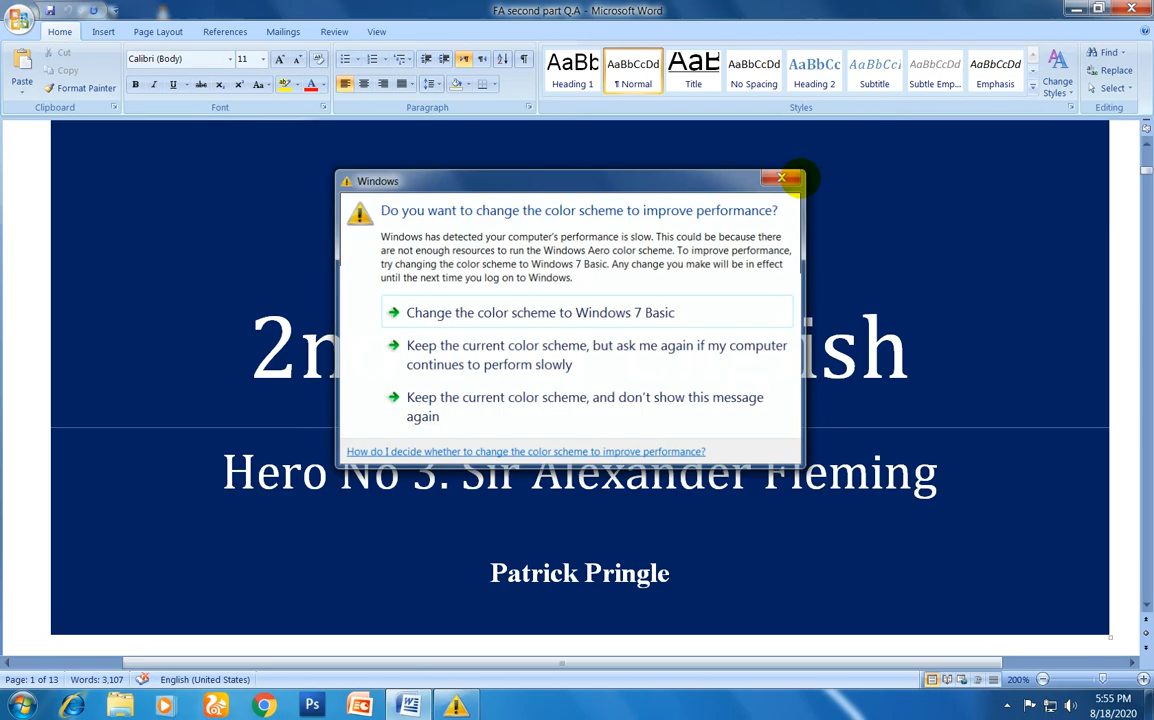 FA second part Q.A - Microsoft Word
Home Insert Page Layout References Mailings Review View
Paste
Cut
Copy
Format Painter
Clipboard
Calibri (Body) 11
B I U abc X₂ X² Aa
Font
Paragraph
AaBbC AaBbCcDd AaBb AaBbCcDd AaBbCc AaBbCcDd AaBbCcDd AaBbCcDd
Heading 1 ¶ Normal Title No Spacing Heading 2 Subtitle Subtle Emp... Emphasis
Styles
Change
Styles
Find
Replace
Select
Editing
Windows
Do you want to change the color scheme to improve performance?
Windows has detected your computer's performance is slow. This could be because there
are not enough resources to run the Windows Aero color scheme. To improve performance,
try changing the color scheme to Windows 7 Basic. Any change you make will be in effect
until the next time you log on to Windows.
Change the color scheme to Windows 7 Basic
Keep the current color scheme, but ask me again if my computer
continues to perform slowly
Keep the current color scheme, and don't show this message
again
How do I decide whether to change the color scheme to improve performance?
Hero No 3. Sir Alexander Fleming
Patrick Pringle
Page: 1 of 13 Words: 3,107 English (United States) 200%
Ps
5:55 PM
8/18/2020